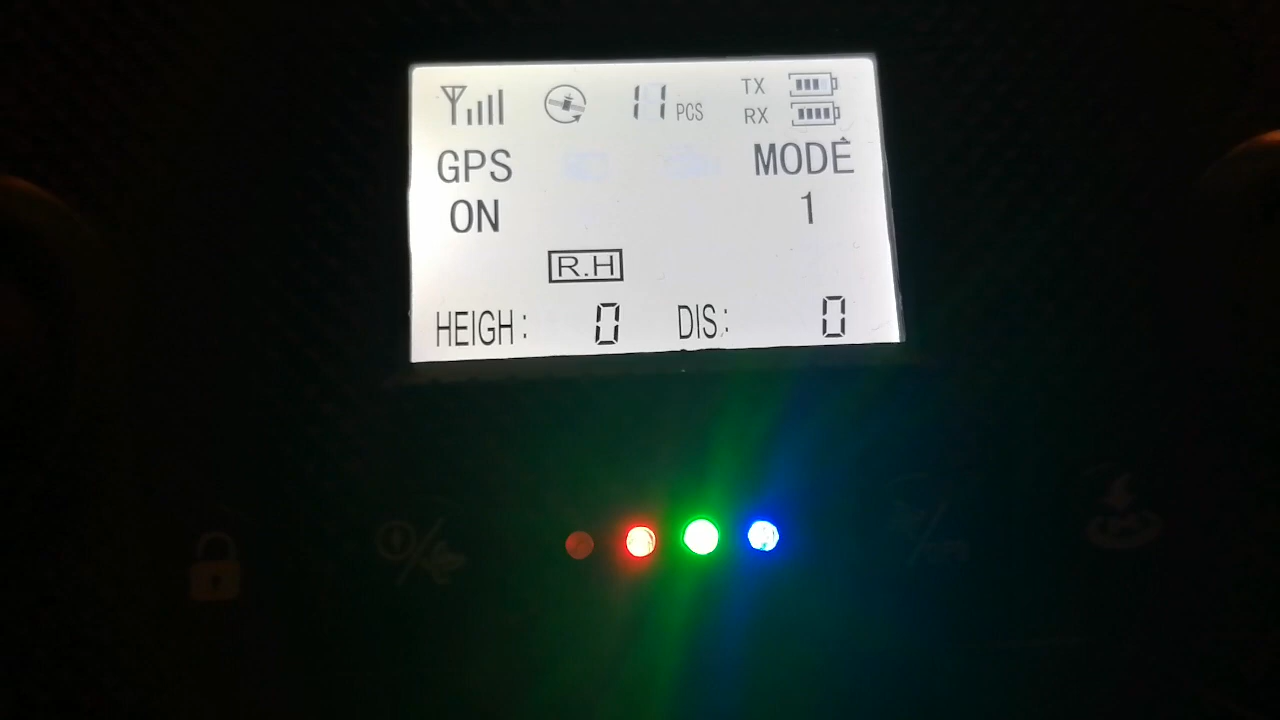 11 PCS TX
RX
GPS MODE
ON 1
R.H
HEIGH: 0 DIS: 0